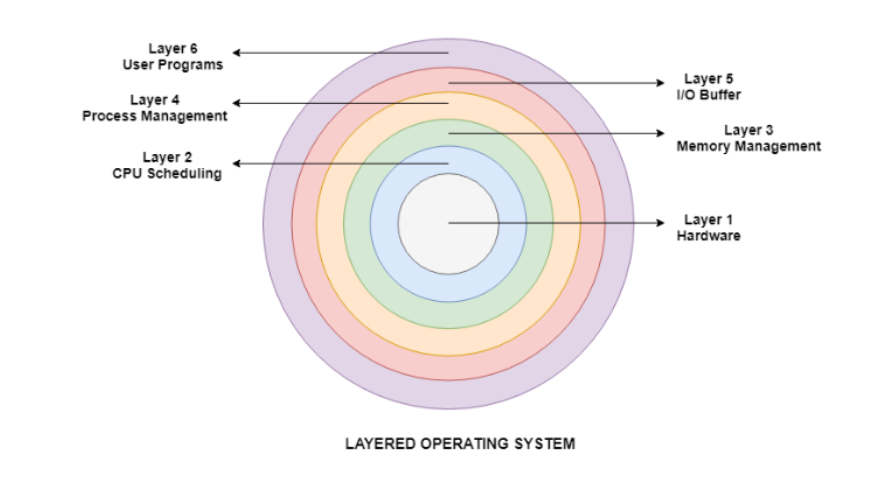 Layer 6
User Programs
Layer 5
I/O Buffer
Layer 4
Process Management
Layer 3
Memory Management
Layer 2
CPU Scheduling
Layer 1
Hardware
LAYERED OPERATING SYSTEM